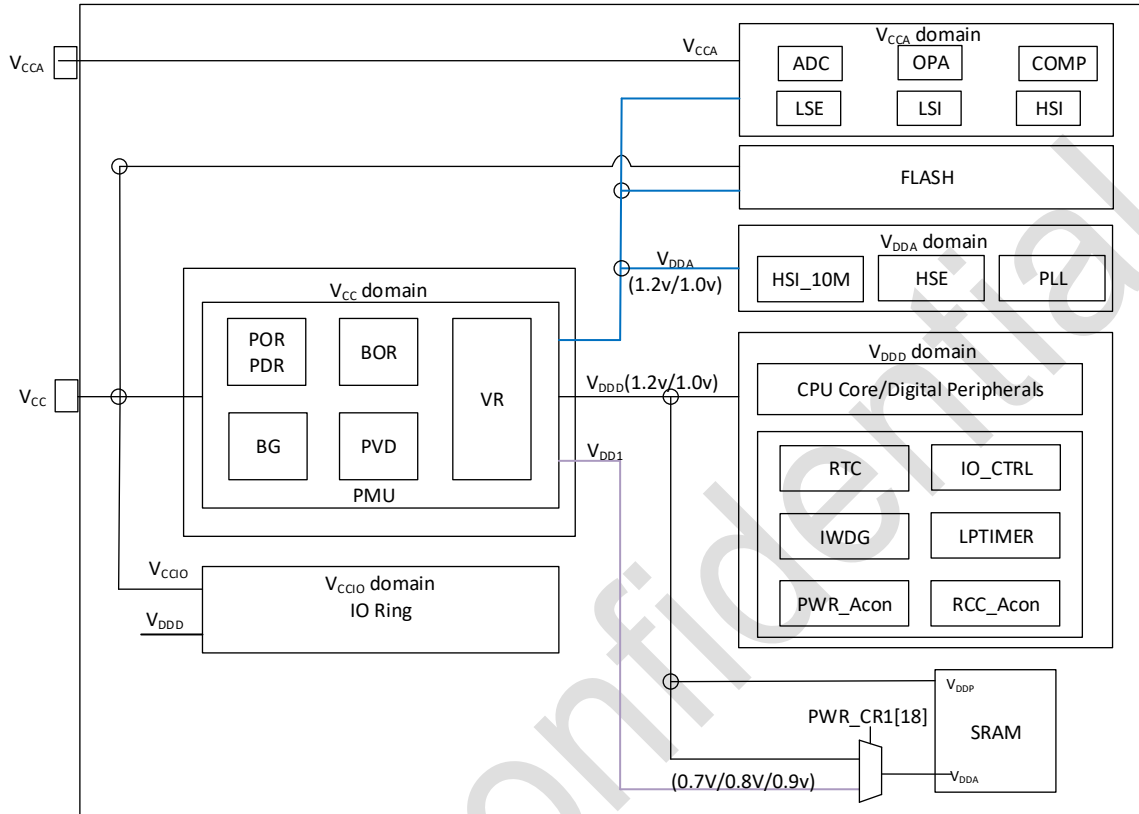 VCCA
VCCA
VCCA domain
ADC
OPA
COMP
LSE
LSI
HSI
FLASH
VDDA
(1.2v/1.0v)
VDDA domain
HSI_10M
HSE
PLL
VCC
VCC domain
POR
PDR
BOR
VR
BG
PVD
PMU
VDDD(1.2v/1.0v)
VDD1
VDDD domain
CPU Core/Digital Peripherals
RTC
IO_CTRL
IWDG
LPTIMER
PWR_Acon
RCC_Acon
VCCIO
VDDD
VCCIO domain
IO Ring
PWR_CR1[18]
(0.7V/0.8V/0.9v)
VDDP
SRAM
VDDA
onfidential